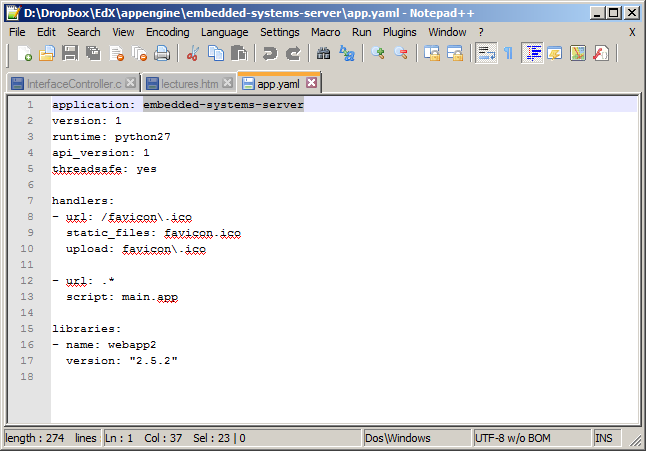 D:\Dropbox\EdX\appengine\embedded-systems-server\app.yaml - Notepad++
File Edit Search View Encoding Language Settings Macro Run Plugins Window ? X
InterfaceController.c lectures.htm app.yaml
1 application: embedded-systems-server
2 version: 1
3 runtime: python27
4 api_version: 1
5 threadsafe: yes
6
7 handlers:
8 - url: /favicon\.ico
9 static_files: favicon.ico
10 upload: favicon\.ico
11
12 - url: .*
13 script: main.app
14
15 libraries:
16 - name: webapp2
17 version: "2.5.2"
18
length : 274 lines Ln : 1 Col : 37 Sel : 23 | 0 Dos\Windows UTF-8 w/o BOM INS